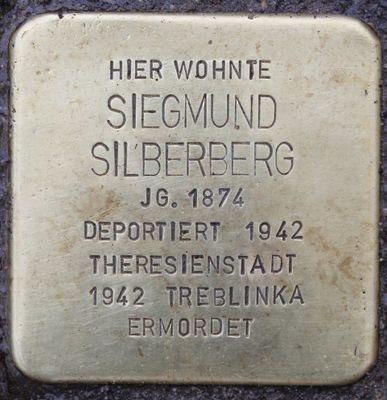 HIER WOHNTE
SIEGMUND
SILBERBERG
JG. 1874
DEPORTIERT 1942
THERESIENSTADT
1942 TREBLINKA
ERMORDET